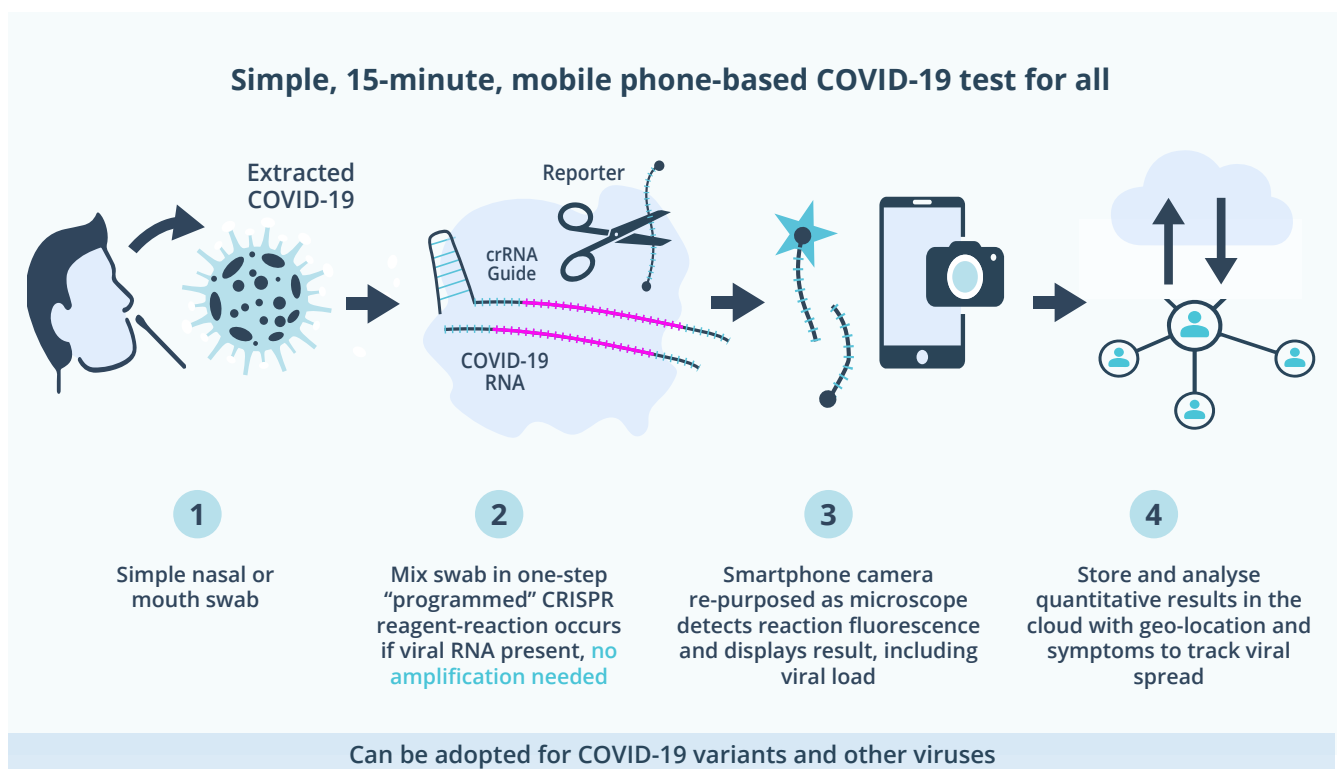 Simple, 15-minute, mobile phone-based COVID-19 test for all
Extracted
COVID-19
Reporter
crRNA
Guide
COVID-19
RNA
1
Simple nasal or
mouth swab
2
Mix swab in one-step
“programmed” CRISPR
reagent-reaction occurs
if viral RNA present, no
amplification needed
3
Smartphone camera
re-purposed as microscope
detects reaction fluorescence
and displays result, including
viral load
4
Store and analyse
quantitative results in the
cloud with geo-location and
symptoms to track viral
spread
Can be adopted for COVID-19 variants and other viruses